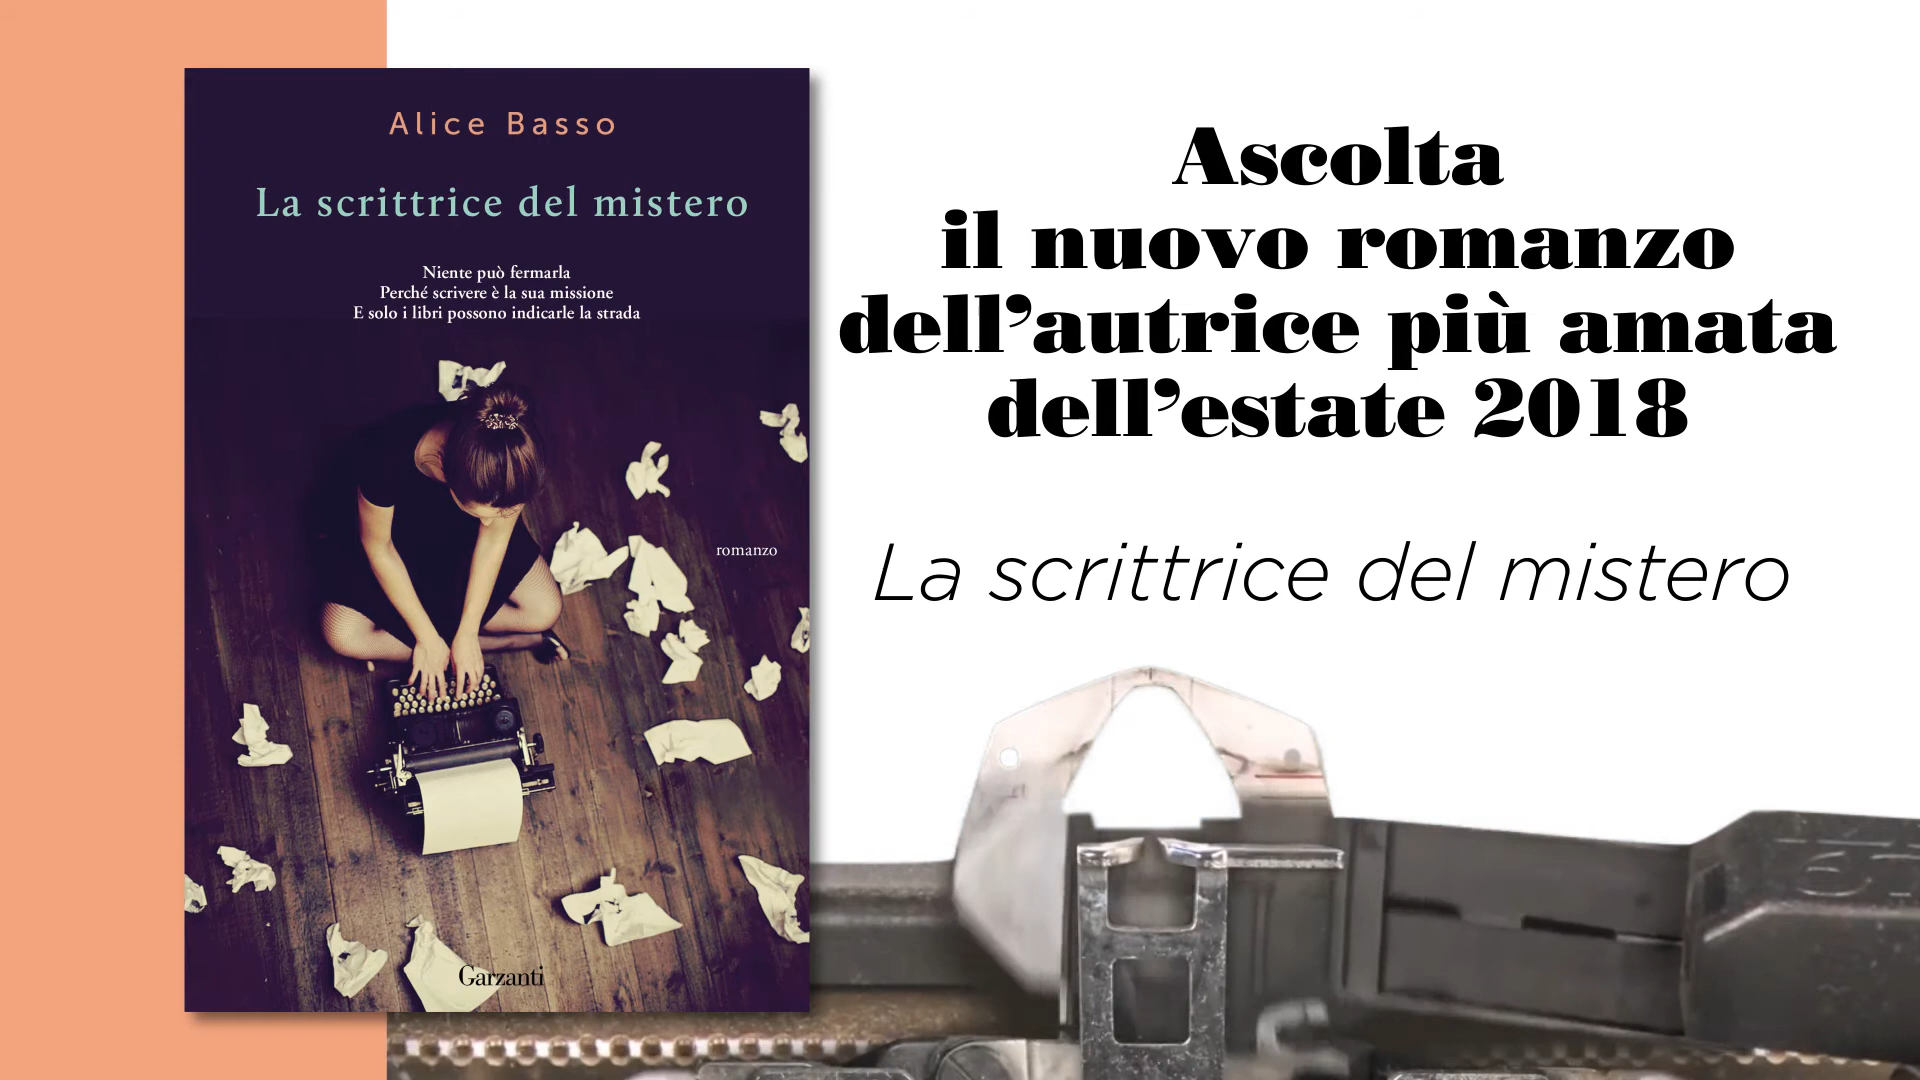 Alice Basso
La scrittrice del mistero
Niente può fermarla
Perché scrivere è la sua missione
E solo i libri possono indicarle la strada
romanzo
Garzanti
Ascolta
il nuovo romanzo
dell’autrice più amata
dell’estate 2018
La scrittrice del mistero